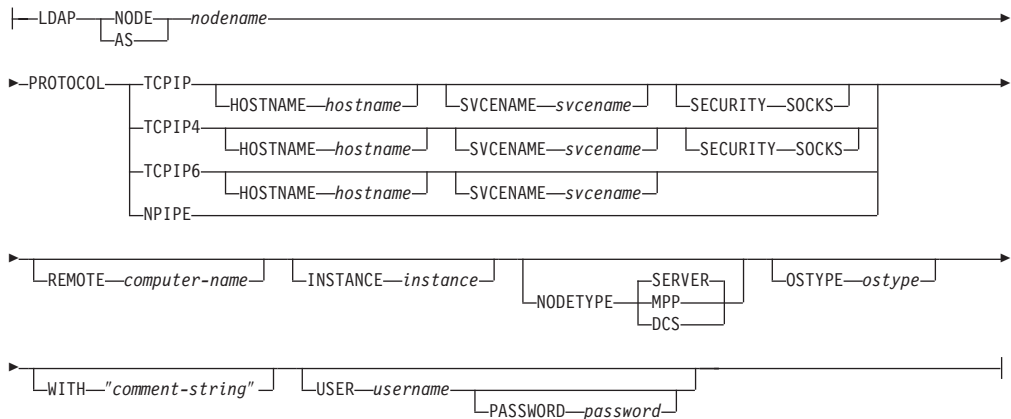 LDAP NODE nodename
AS
PROTOCOL TCPIP
HOSTNAME hostname SVCENAME svcename SECURITY SOCKS
TCPIP4
HOSTNAME hostname SVCENAME svcename SECURITY SOCKS
TCPIP6
HOSTNAME hostname SVCENAME svcename
NPIPE
REMOTE computer-name INSTANCE instance NODETYPE SERVER OSTYPE ostype
MPP
DCS
WITH "comment-string" USER username
PASSWORD password